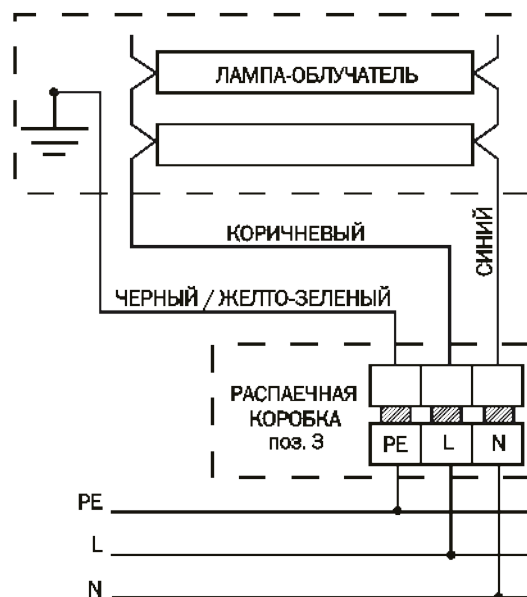 ЛАМПА-ОБЛУЧАТЕЛЬ
КОРИЧНЕВЫЙ
СИНИЙ
ЧЕРНЫЙ / ЖЕЛТО-ЗЕЛЕНЫЙ
РАСПАЕЧНАЯ
КОРОБКА
поз. 3
PE L N
PE
L
N